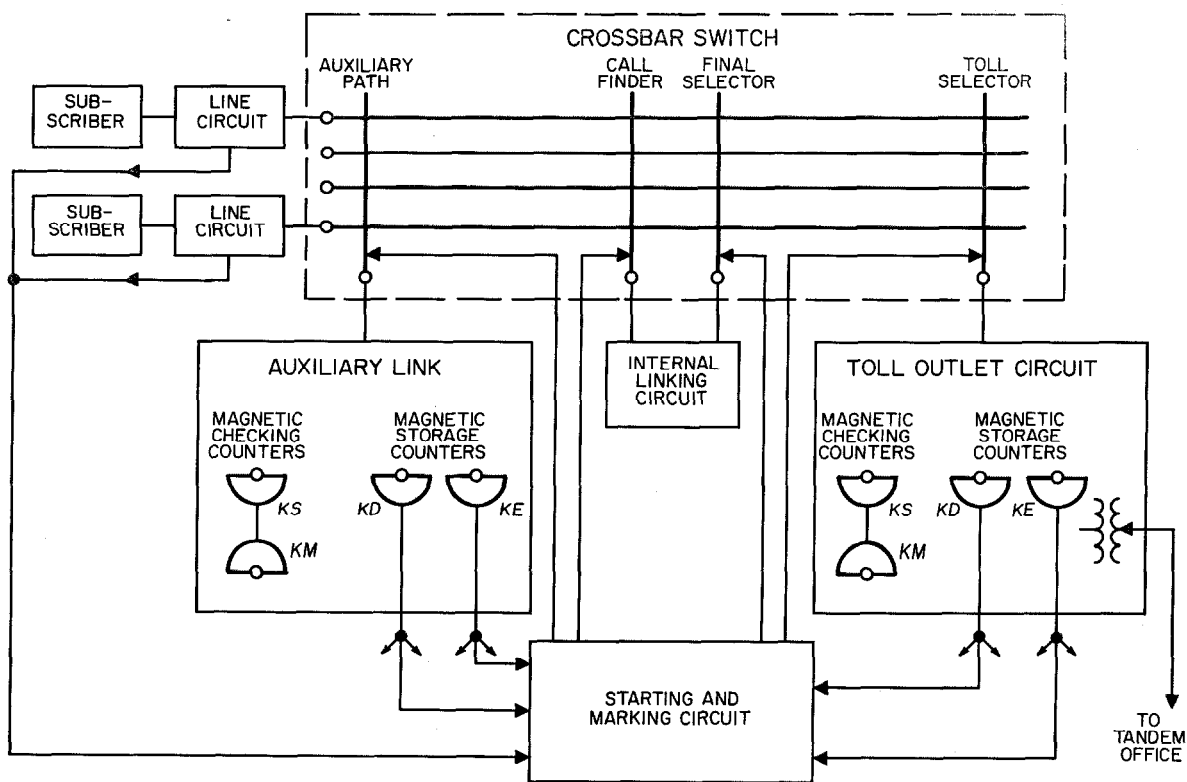 CROSSBAR SWITCH
AUXILIARY
PATH
CALL
FINDER
FINAL
SELECTOR
TOLL
SELECTOR
SUB-
SCRIBER
LINE
CIRCUIT
SUB-
SCRIBER
LINE
CIRCUIT
AUXILIARY LINK
MAGNETIC
CHECKING
COUNTERS
MAGNETIC
STORAGE
COUNTERS
KS
KM
KD
KE
INTERNAL
LINKING
CIRCUIT
TOLL OUTLET CIRCUIT
MAGNETIC
CHECKING
COUNTERS
MAGNETIC
STORAGE
COUNTERS
KS
KM
KD
KE
STARTING AND
MARKING CIRCUIT
TO
TANDEM
OFFICE